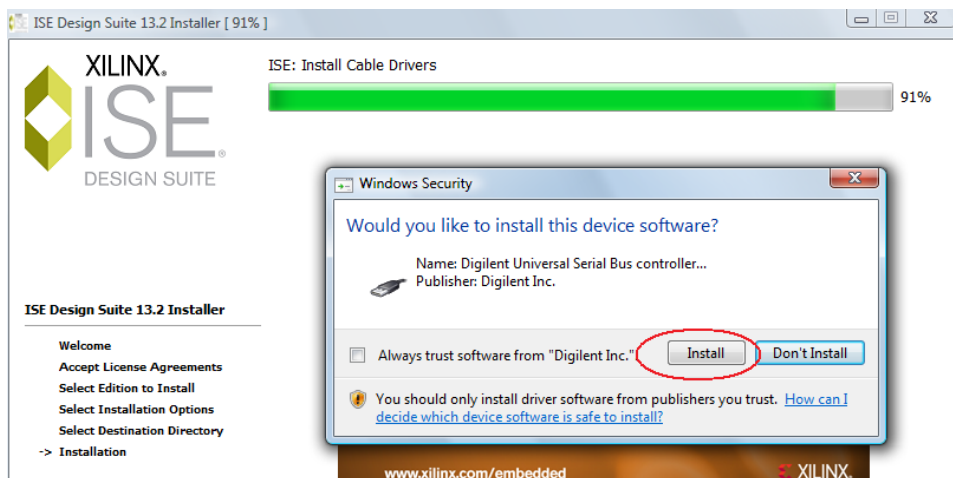 ISE Design Suite 13.2 Installer [ 91% ]
XILINX®
ISE®
DESIGN SUITE
ISE: Install Cable Drivers
91%
Windows Security
Would you like to install this device software?
Name: Digilent Universal Serial Bus controller...
Publisher: Digilent Inc.
Always trust software from "Digilent Inc."
Install
Don't Install
You should only install driver software from publishers you trust. How can I
decide which device software is safe to install?
ISE Design Suite 13.2 Installer
Welcome
Accept License Agreements
Select Edition to Install
Select Installation Options
Select Destination Directory
-> Installation
www.xilinx.com/embedded
XILINX.